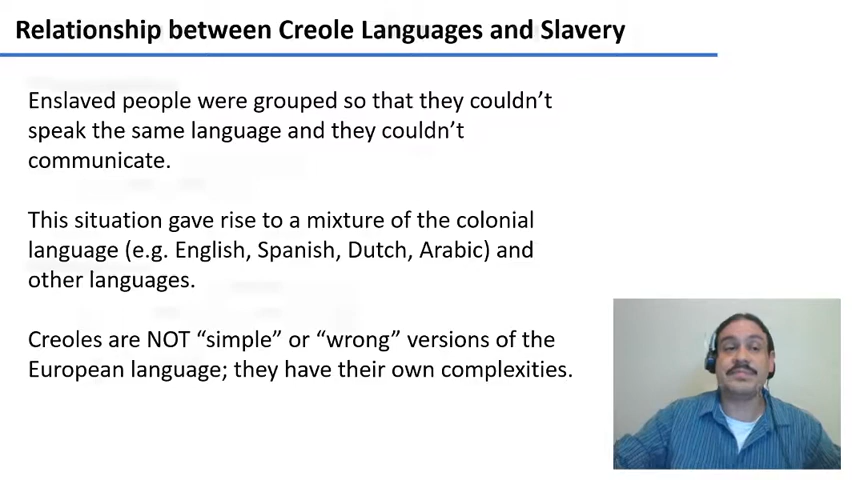 Relationship between Creole Languages and Slavery
Enslaved people were grouped so that they couldn’t
speak the same language and they couldn’t
communicate.
This situation gave rise to a mixture of the colonial
language (e.g. English, Spanish, Dutch, Arabic) and
other languages.
Creoles are NOT “simple” or “wrong” versions of the
European language; they have their own complexities.